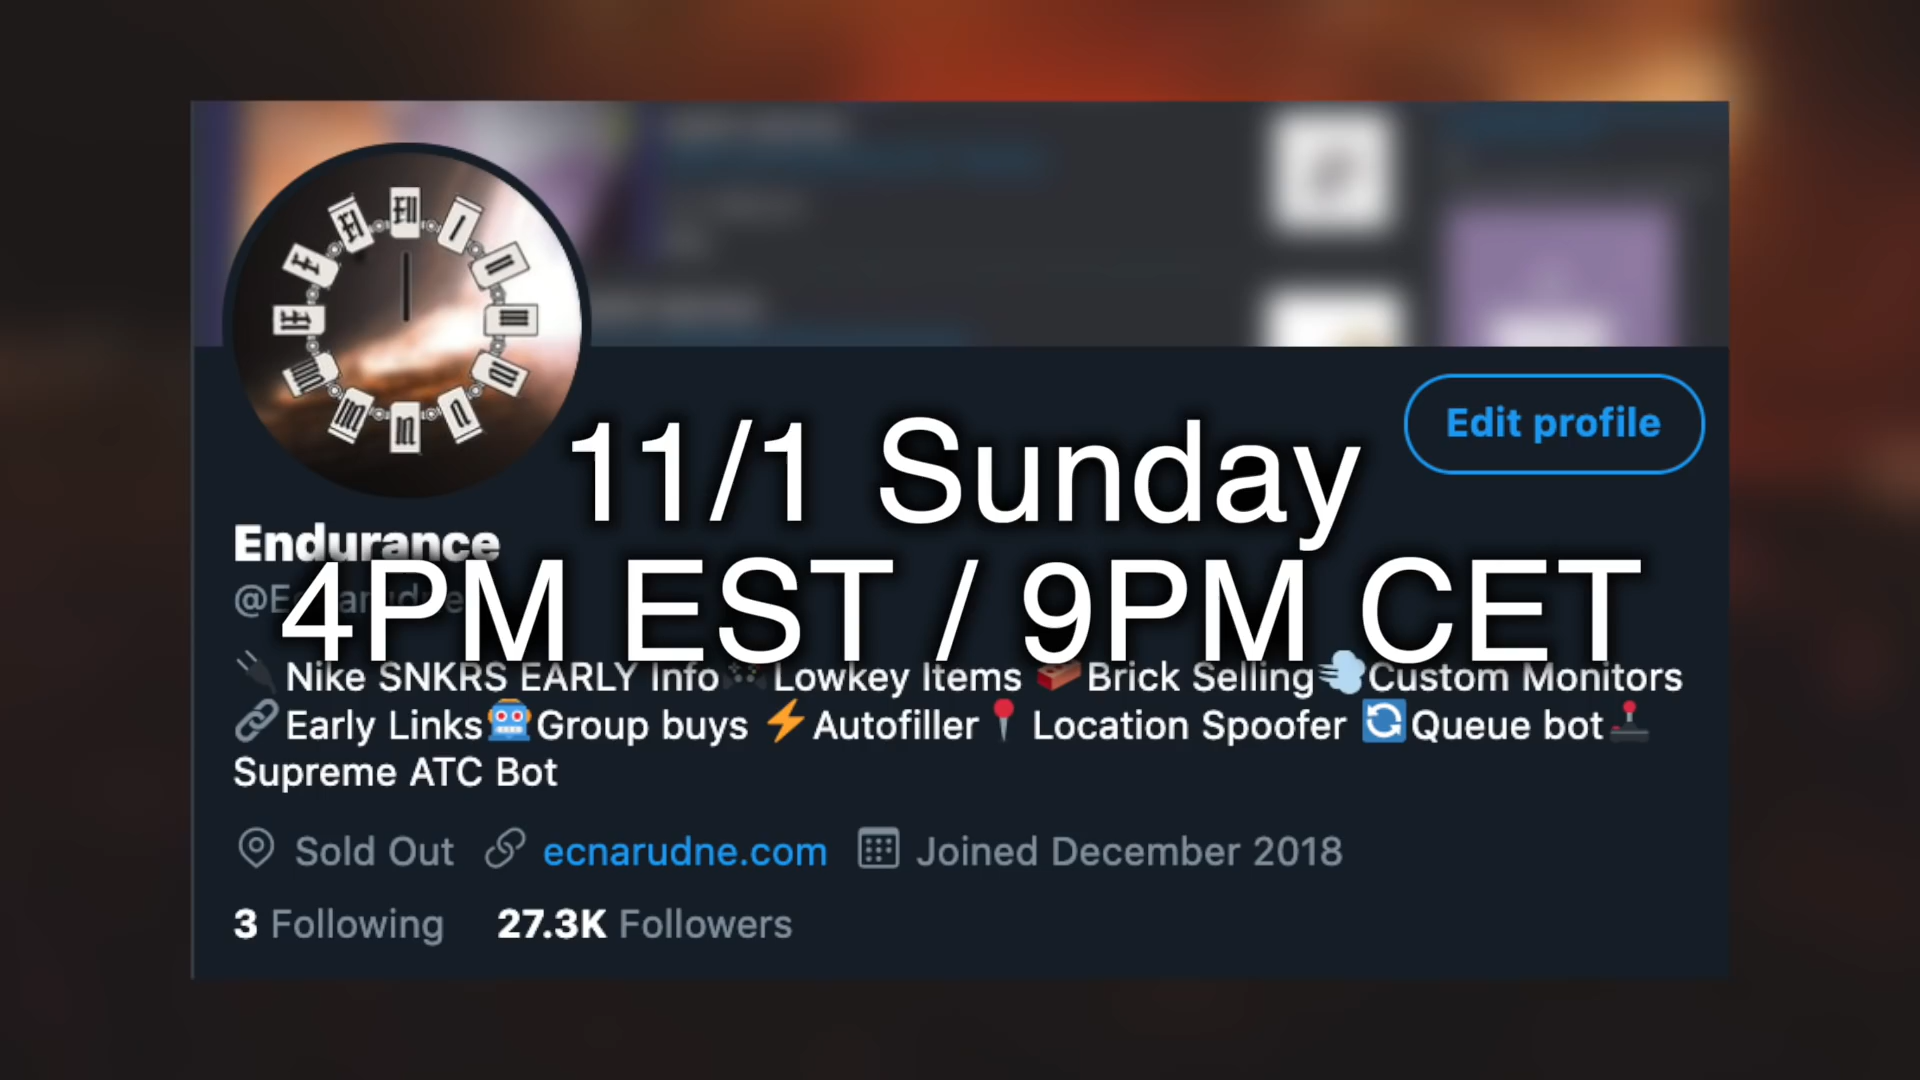 11/1 Sunday
4PM EST / 9PM CET
Edit profile
Endurance
@Ecnarudne
Nike SNKRS EARLY Info Lowkey Items Brick Selling Custom Monitors
Early Links Group buys Autofiller Location Spoofer Queue bot
Supreme ATC Bot
Sold Out ecnarudne.com Joined December 2018
3 Following 27.3K Followers